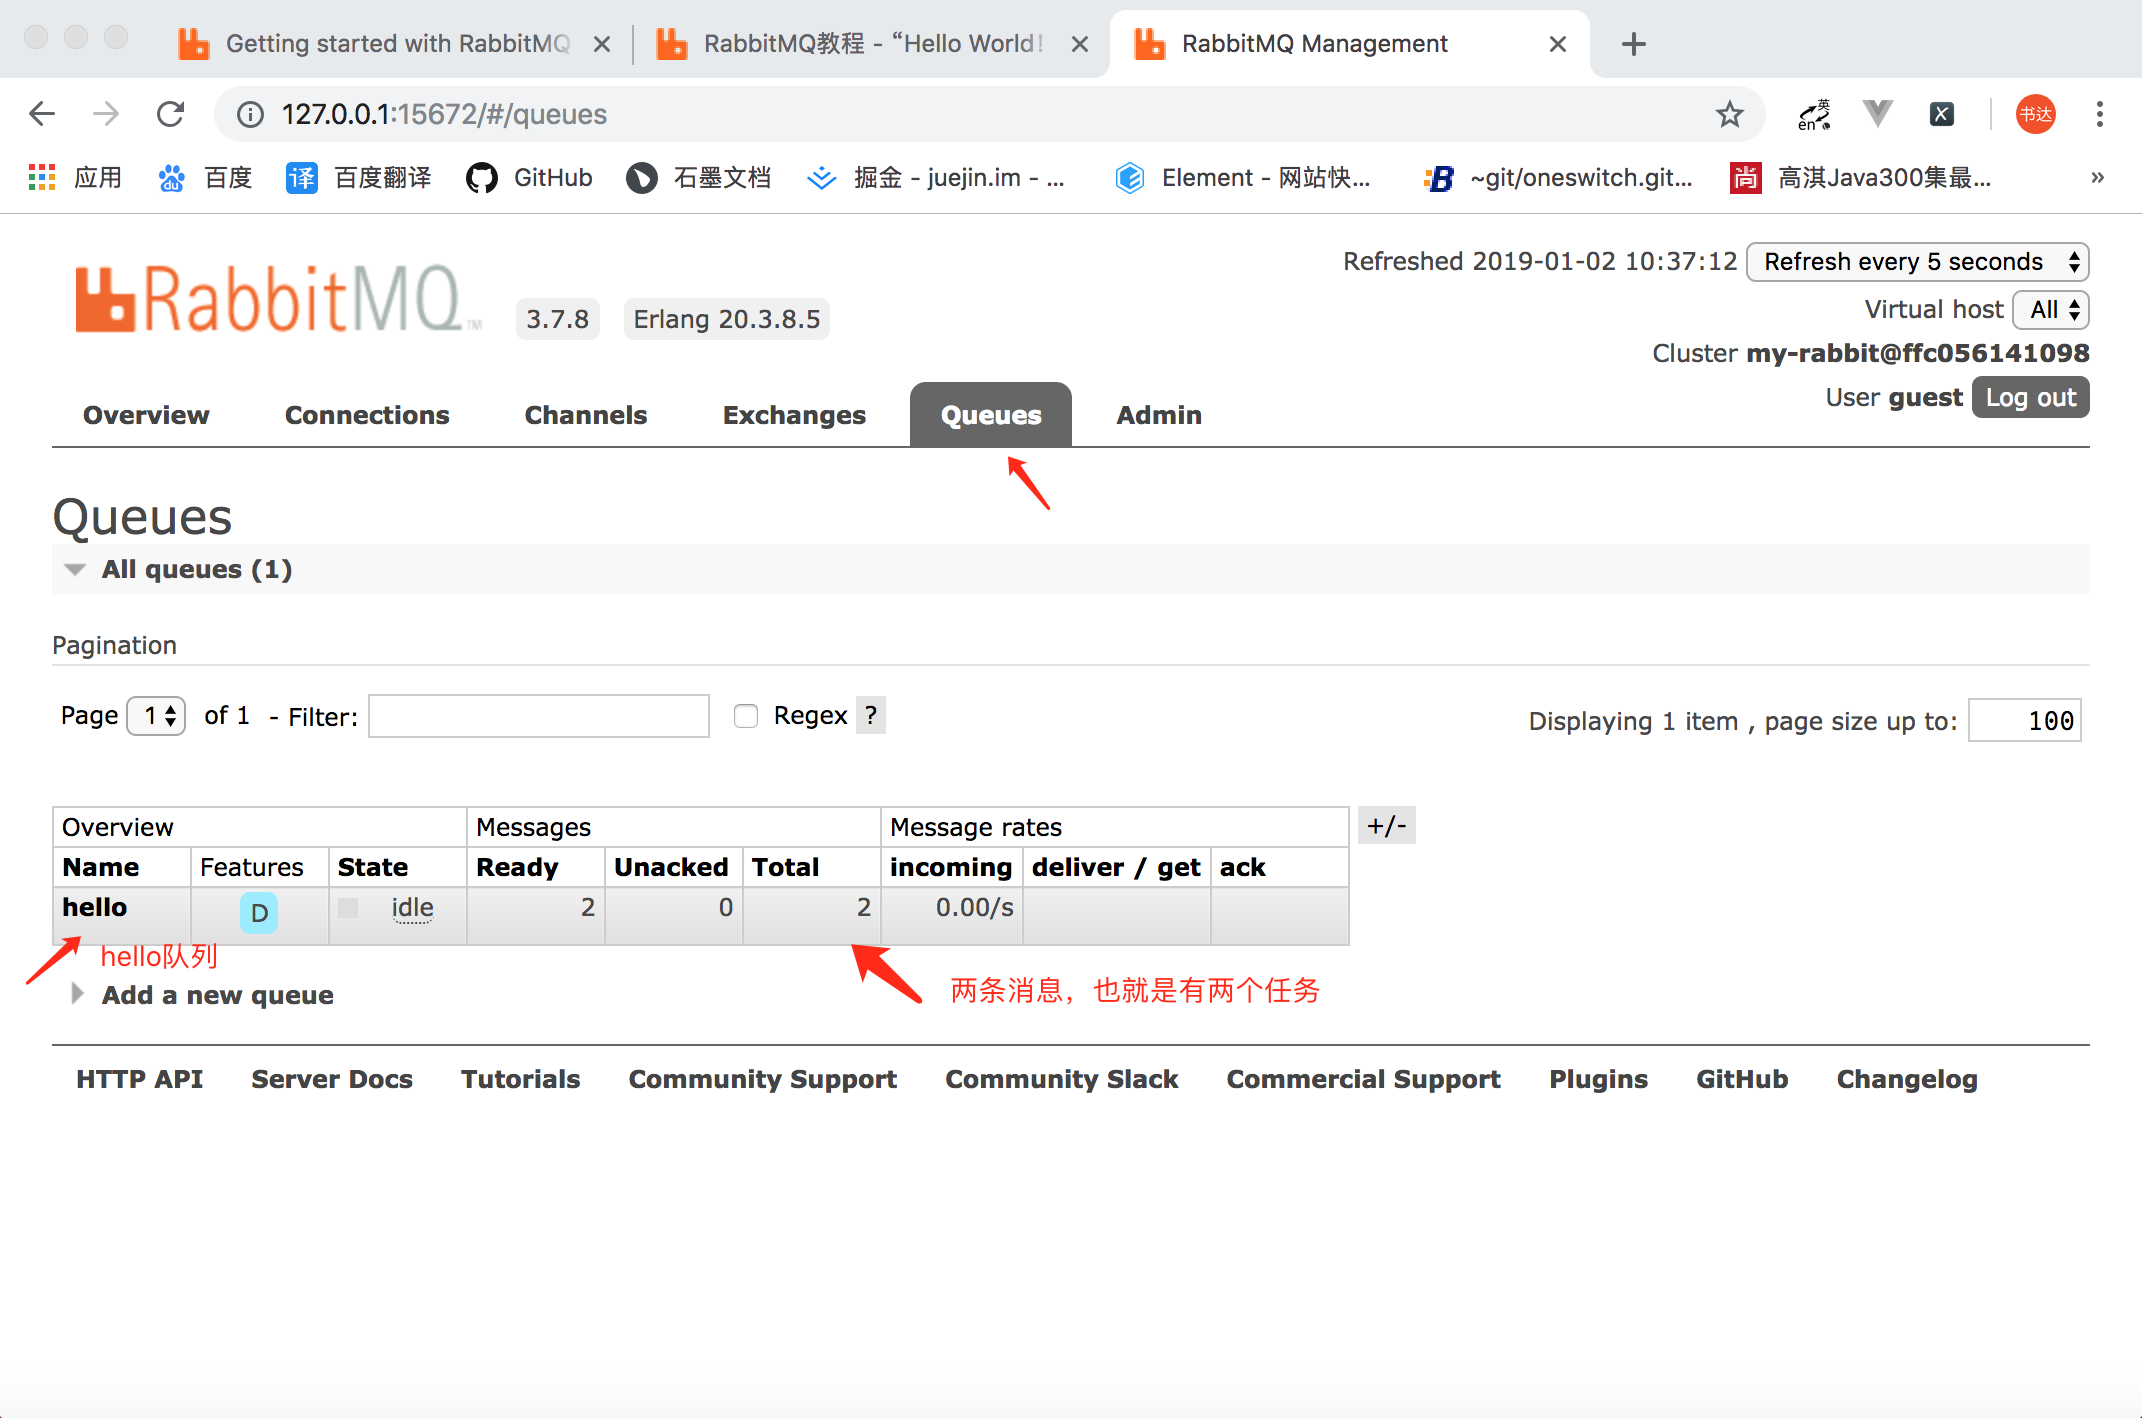 Getting started with RabbitMQ
RabbitMQ教程 - “Hello World!
RabbitMQ Management
127.0.0.1:15672/#/queues
英
en
书达
应用
百度
译 百度翻译
GitHub
石墨文档
掘金 - juejin.im - ...
Element - 网站快...
~git/oneswitch.git...
尚 高淇Java300集最...
»
RabbitMQ™
3.7.8
Erlang 20.3.8.5
Refreshed 2019-01-02 10:37:12 Refresh every 5 seconds
Virtual host All
Cluster my-rabbit@ffc056141098
User guest Log out
Overview Connections Channels Exchanges Queues Admin
Queues
All queues (1)
Pagination
Page 1 of 1 - Filter: Regex ?
Displaying 1 item , page size up to: 100
Overview Messages Message rates +/-
Name Features State Ready Unacked Total incoming deliver / get ack
hello D idle 2 0 2 0.00/s
hello队列
两条消息，也就是有两个任务
Add a new queue
HTTP API Server Docs Tutorials Community Support Community Slack Commercial Support Plugins GitHub Changelog